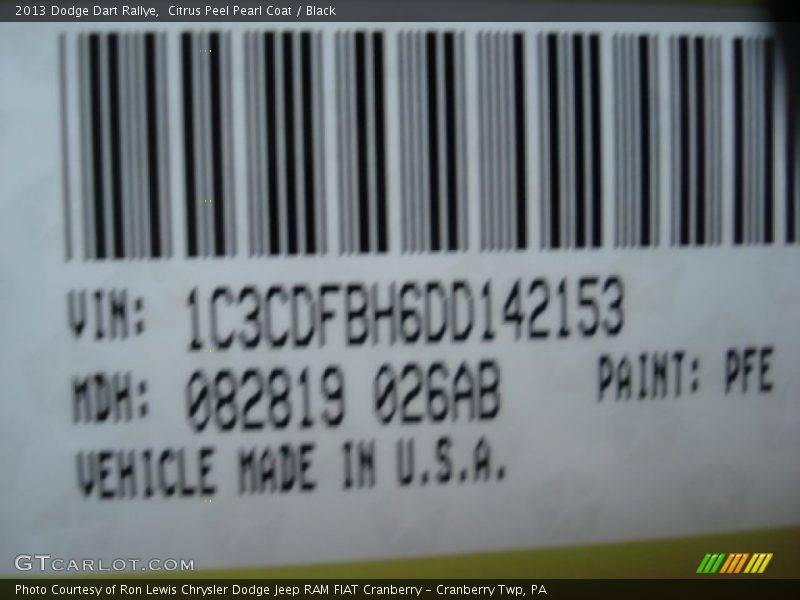 2013 Dodge Dart Rallye,  Citrus Peel Pearl Coat / Black
VIN: 1C3CDFBH6DD142153
MDH: 082819 026AB PAINT: PFE
VEHICLE MADE IN U.S.A.
GTCARLOT.COM
Photo Courtesy of Ron Lewis Chrysler Dodge Jeep RAM FIAT Cranberry - Cranberry Twp, PA